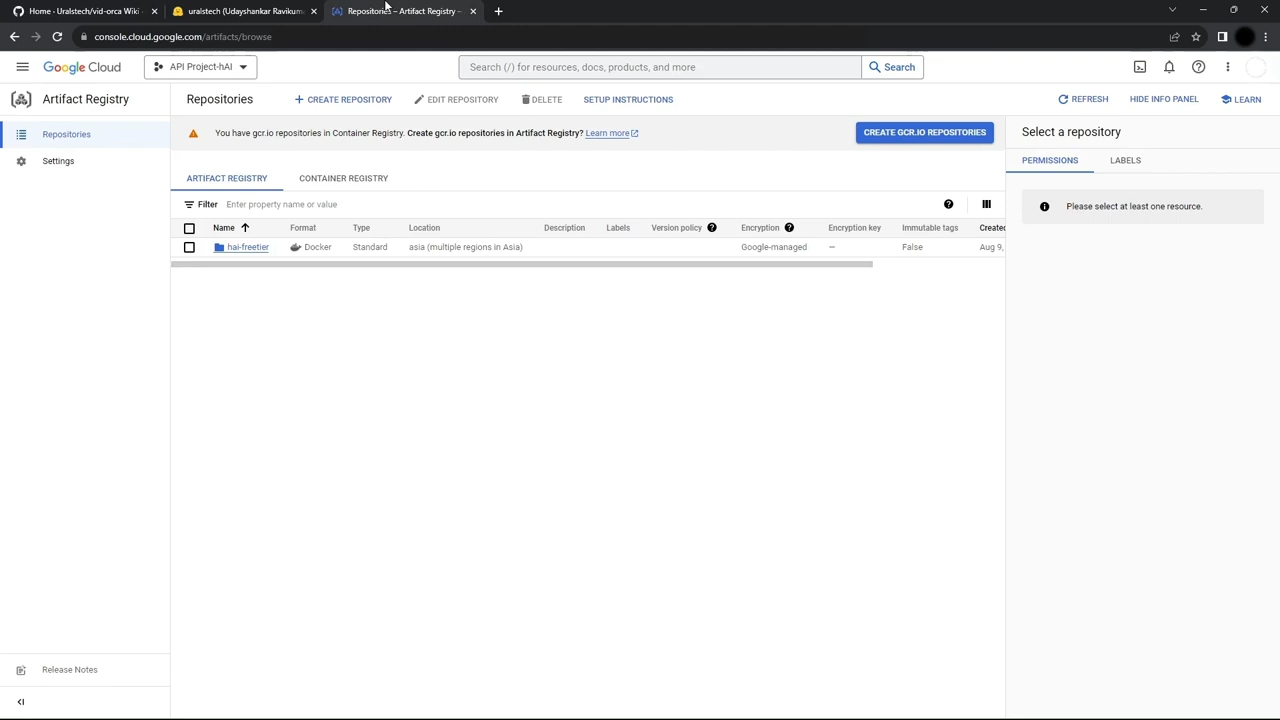 Home · Uralstech/vid-orca Wiki
uralstech (Udayshankar Ravikum
Repositories – Artifact Registry –
console.cloud.google.com/artifacts/browse
Google Cloud
API Project-hAI
Search (/) for resources, docs, products, and more
Search
Artifact Registry
Repositories
CREATE REPOSITORY
EDIT REPOSITORY
DELETE
SETUP INSTRUCTIONS
REFRESH
HIDE INFO PANEL
LEARN
Repositories
Settings
You have gcr.io repositories in Container Registry. Create gcr.io repositories in Artifact Registry? Learn more
CREATE GCR.IO REPOSITORIES
Select a repository
ARTIFACT REGISTRY
CONTAINER REGISTRY
PERMISSIONS
LABELS
Filter
Enter property name or value
Please select at least one resource.
Name Format Type Location Description Labels Version policy Encryption Encryption key Immutable tags Created
hai-freetier Docker Standard asia (multiple regions in Asia) Google-managed – False Aug 9,
Release Notes